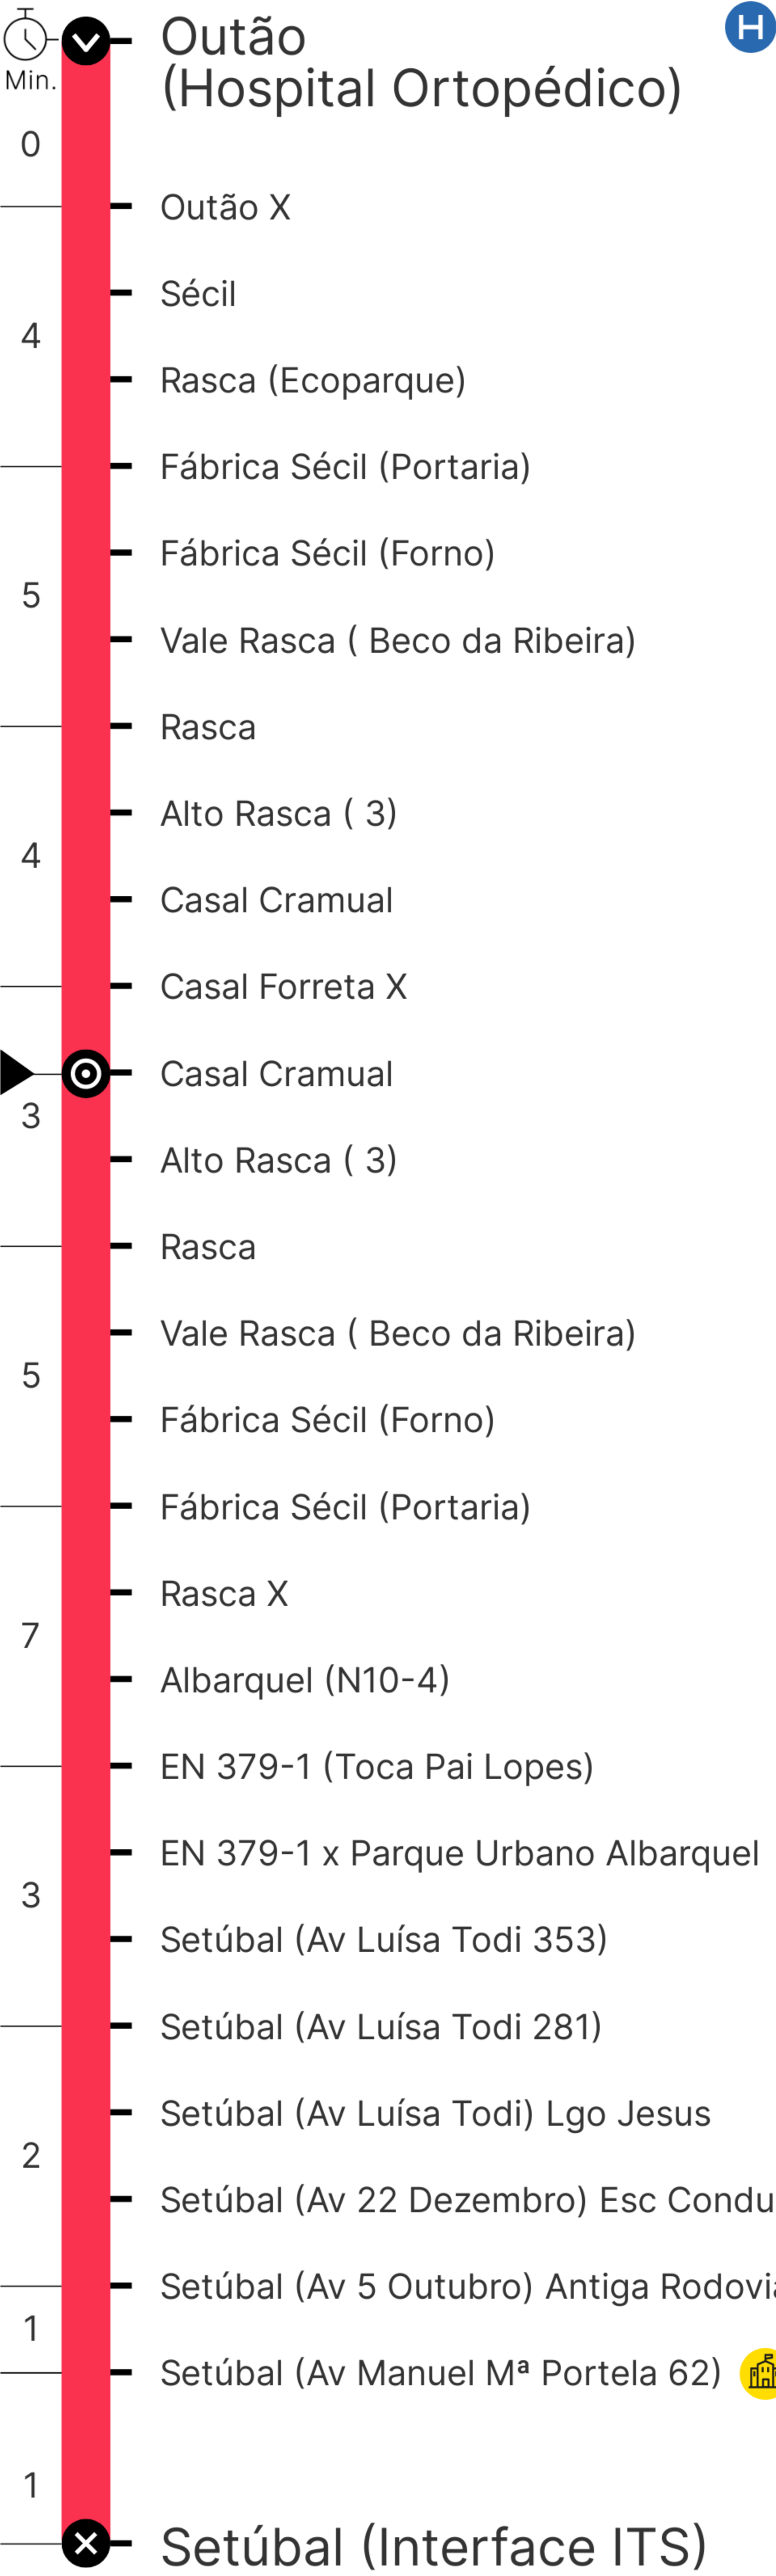 Outão
(Hospital Ortopédico)
H
Min.
0
Outão X
Sécil
4
Rasca (Ecoparque)
Fábrica Sécil (Portaria)
Fábrica Sécil (Forno)
5
Vale Rasca ( Beco da Ribeira)
Rasca
Alto Rasca ( 3)
4
Casal Cramual
Casal Forreta X
Casal Cramual
3
Alto Rasca ( 3)
Rasca
Vale Rasca ( Beco da Ribeira)
5
Fábrica Sécil (Forno)
Fábrica Sécil (Portaria)
Rasca X
7
Albarquel (N10-4)
EN 379-1 (Toca Pai Lopes)
EN 379-1 x Parque Urbano Albarquel
3
Setúbal (Av Luísa Todi 353)
Setúbal (Av Luísa Todi 281)
Setúbal (Av Luísa Todi) Lgo Jesus
2
Setúbal (Av 22 Dezembro) Esc Condu
Setúbal (Av 5 Outubro) Antiga Rodovi
1
Setúbal (Av Manuel Mª Portela 62)
1
Setúbal (Interface ITS)